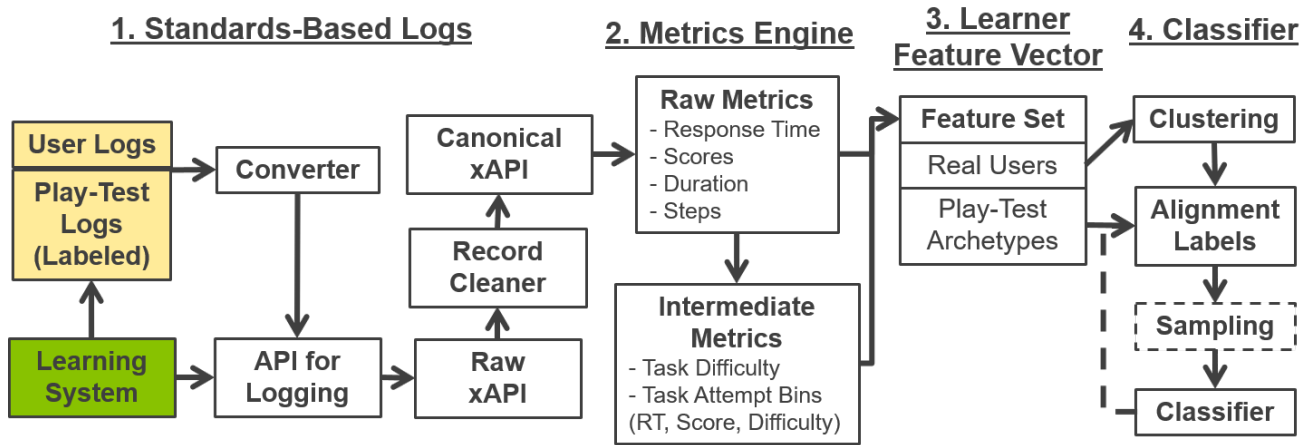 1. Standards-Based Logs
2. Metrics Engine
3. Learner
Feature Vector
4. Classifier
User Logs
Play-Test
Logs
(Labeled)
Learning
System
Converter
API for
Logging
Canonical
xAPI
Record
Cleaner
Raw
xAPI
Raw Metrics
- Response Time
- Scores
- Duration
- Steps
Intermediate
Metrics
- Task Difficulty
- Task Attempt Bins
(RT, Score, Difficulty)
Feature Set
Real Users
Play-Test
Archetypes
Clustering
Alignment
Labels
Sampling
Classifier